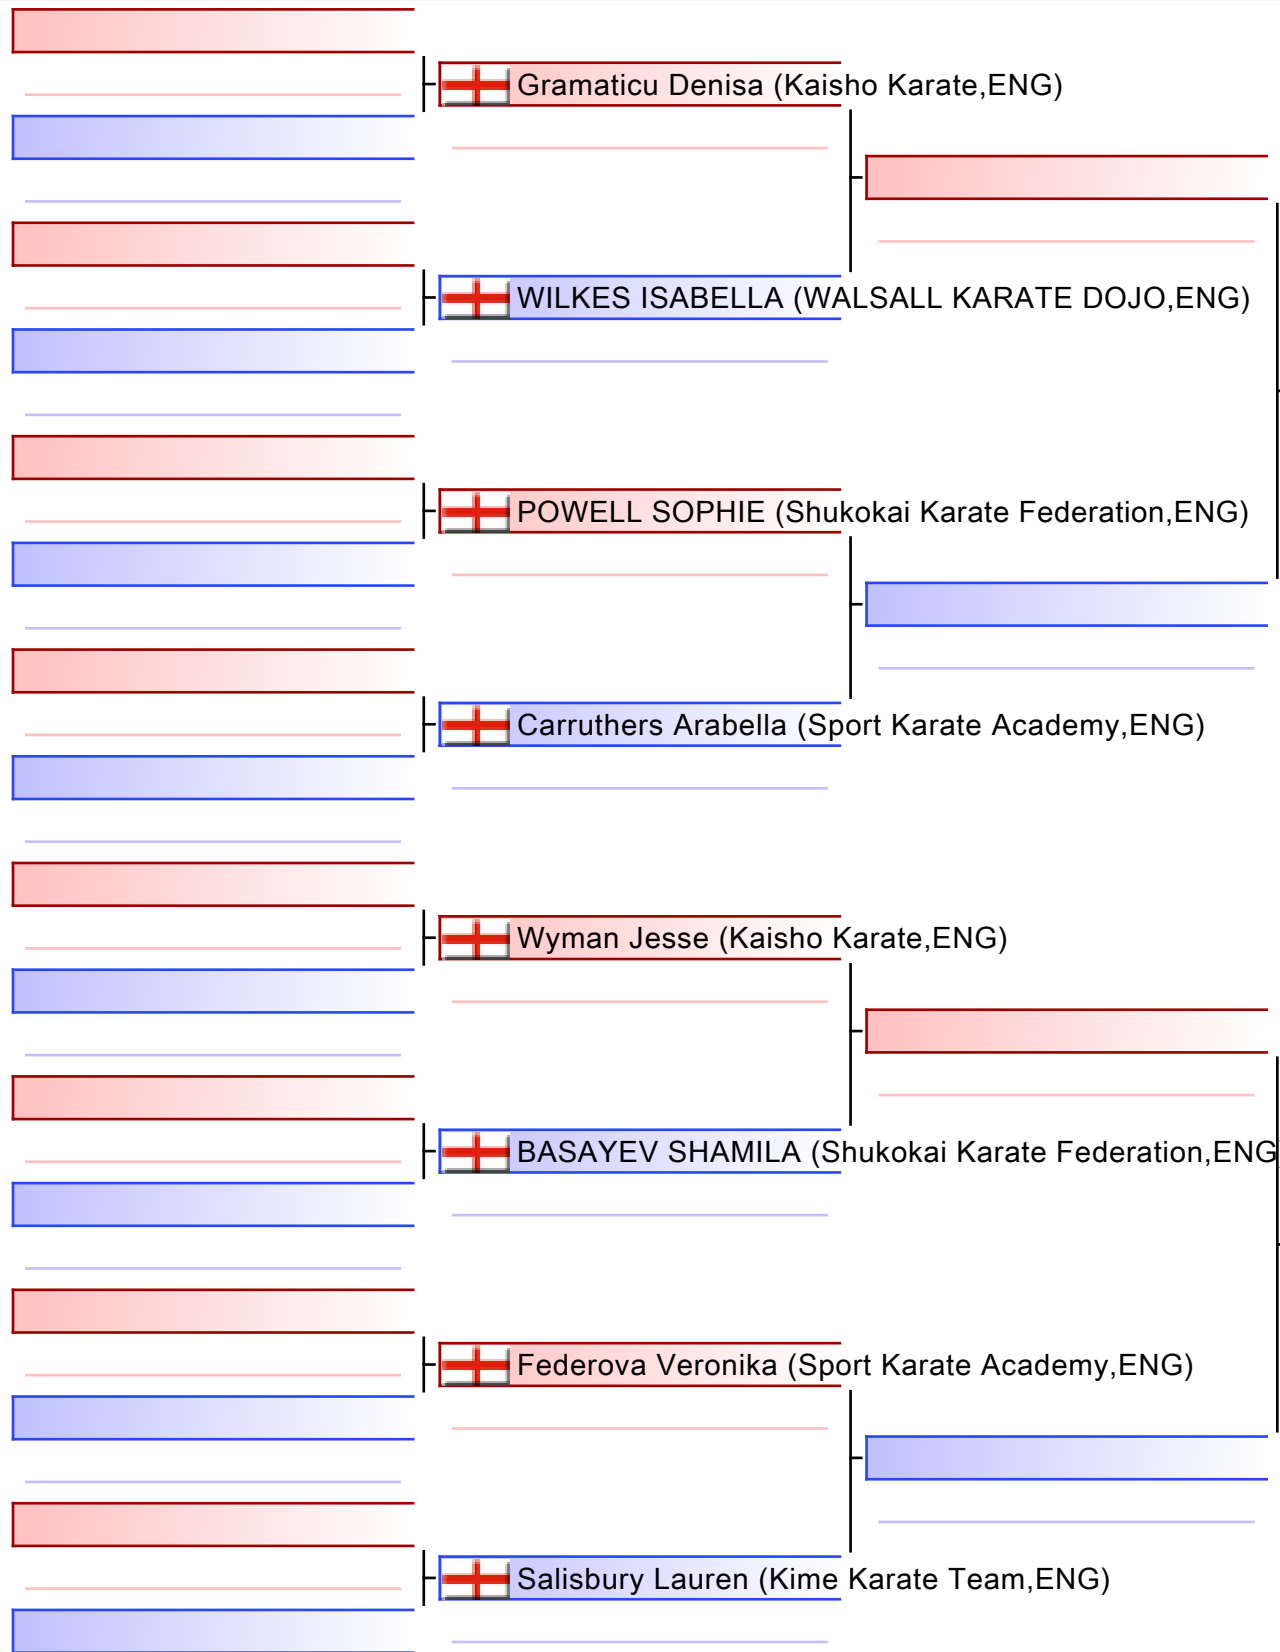 Gramaticu Denisa (Kaisho Karate,ENG)
WILKES ISABELLA (WALSALL KARATE DOJO,ENG)
POWELL SOPHIE (Shukokai Karate Federation,ENG)
Carruthers Arabella (Sport Karate Academy,ENG)
Wyman Jesse (Kaisho Karate,ENG)
BASAYEV SHAMILA (Shukokai Karate Federation,ENG
Federova Veronika (Sport Karate Academy,ENG)
Salisbury Lauren (Kime Karate Team,ENG)